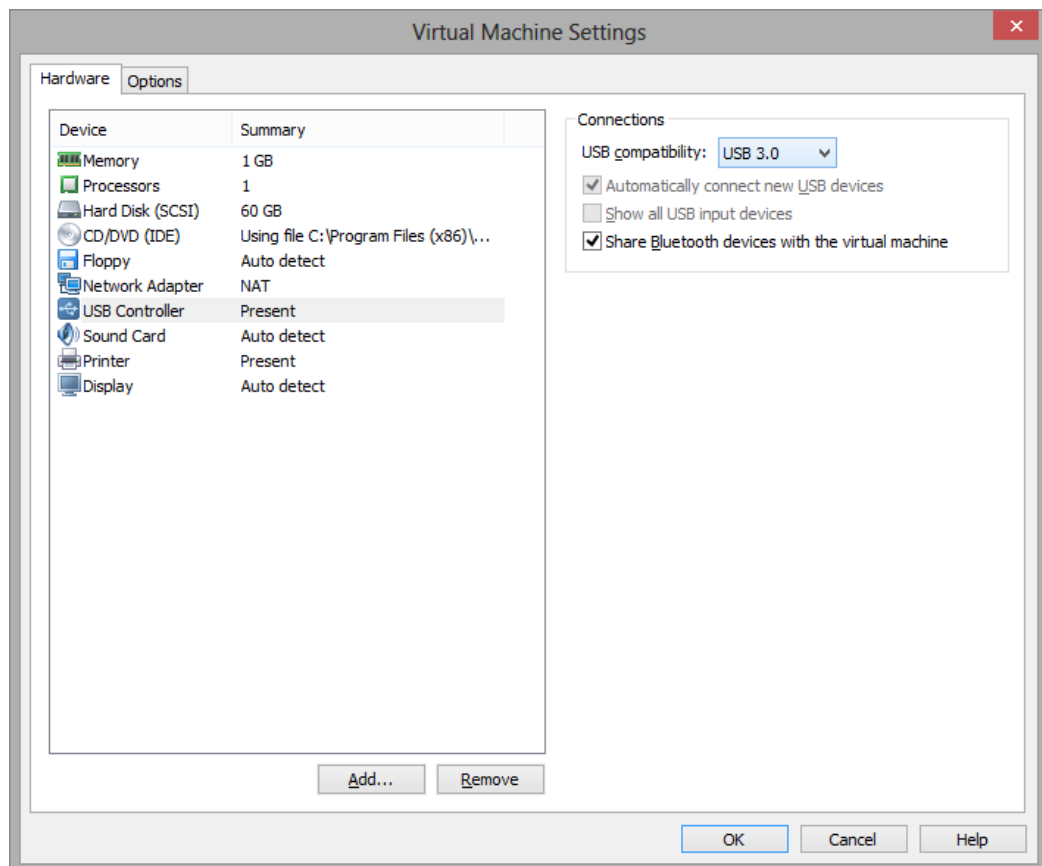 Virtual Machine Settings
Hardware Options
Device Summary
Memory 1 GB
Processors 1
Hard Disk (SCSI) 60 GB
CD/DVD (IDE) Using file C:\Program Files (x86)\...
Floppy Auto detect
Network Adapter NAT
USB Controller Present
Sound Card Auto detect
Printer Present
Display Auto detect
Add... Remove
Connections
USB compatibility: USB 3.0
Automatically connect new USB devices
Show all USB input devices
Share Bluetooth devices with the virtual machine
OK Cancel Help